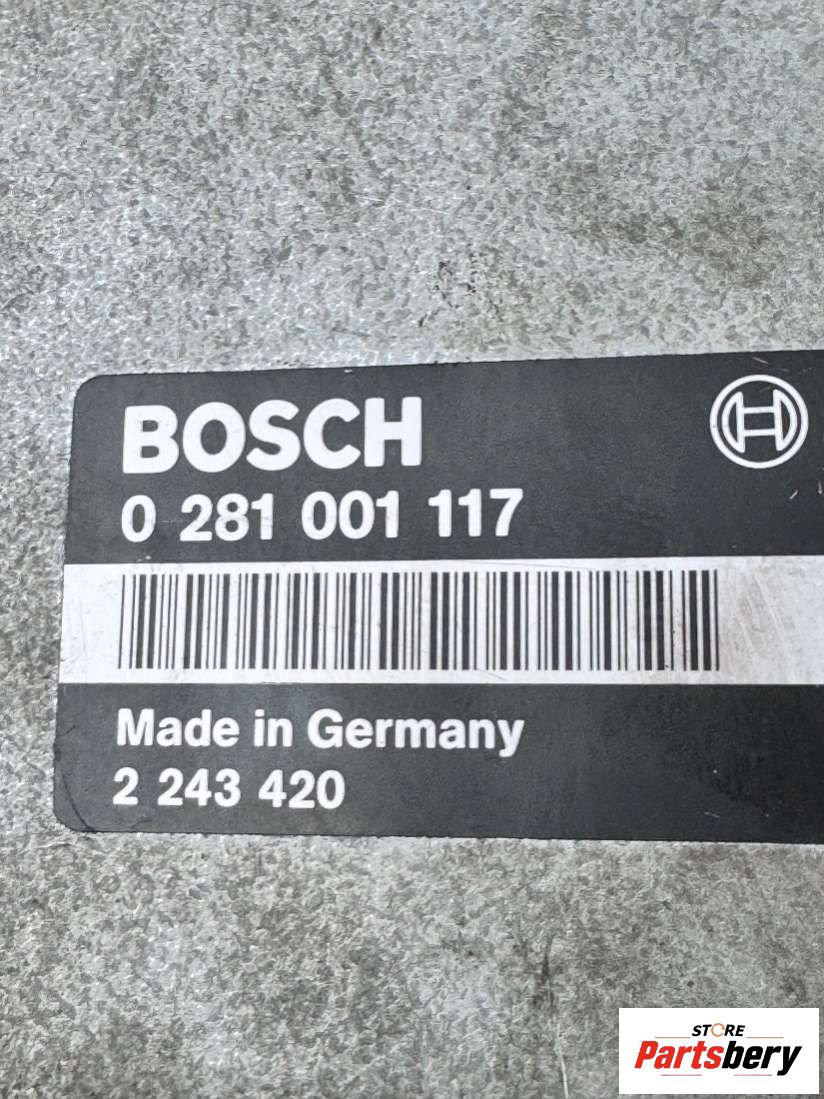 BOSCH
0 281 001 117
Made in Germany
2 243 420
STORE
Partsbery